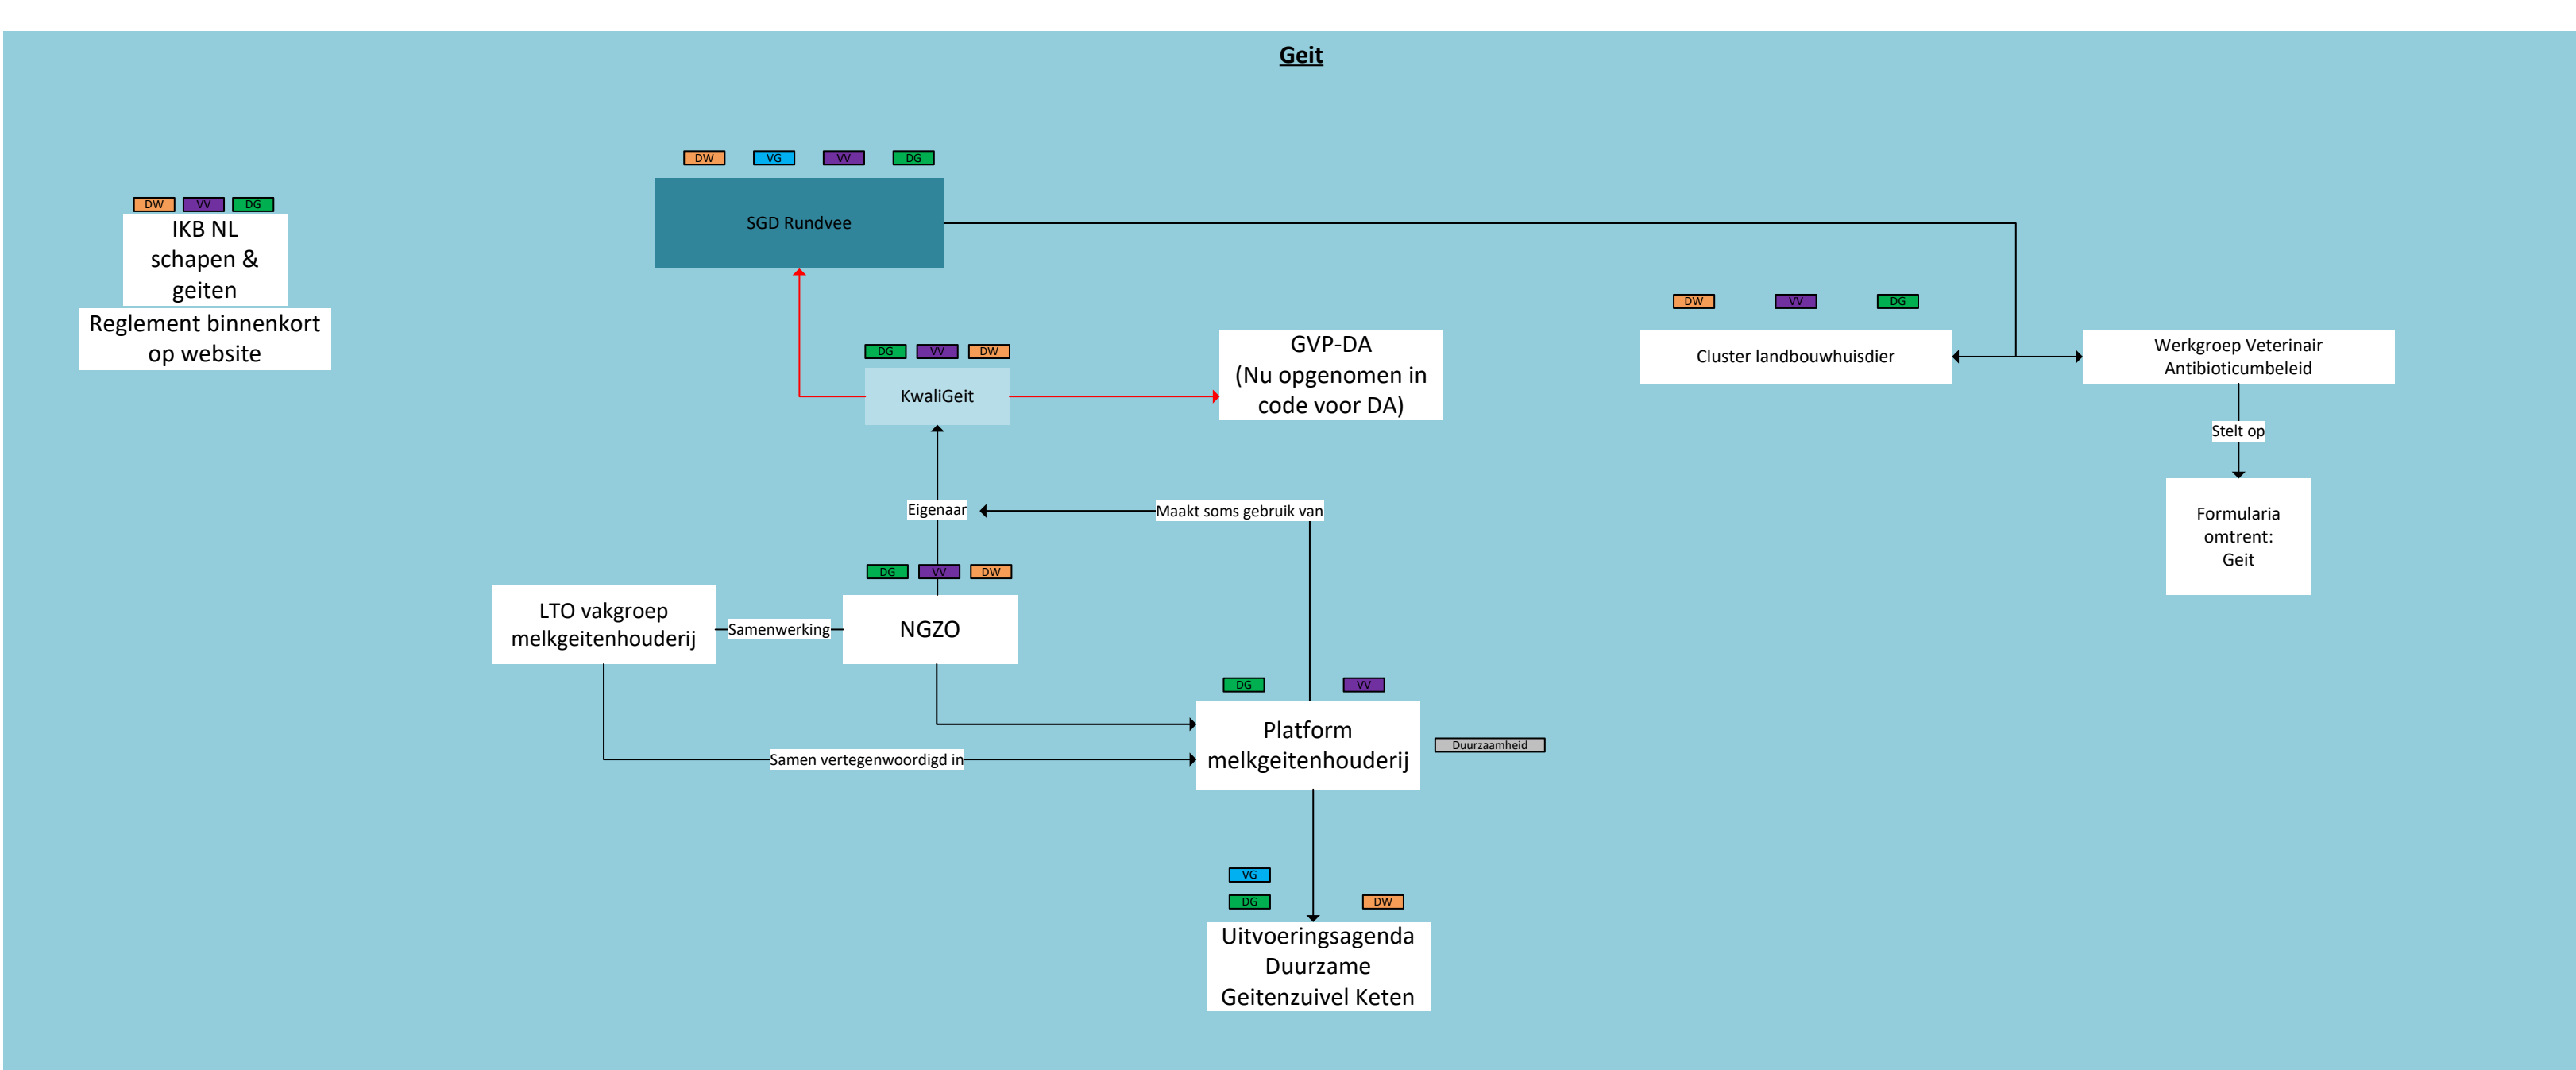 Geit
DW VG VV DG
SGD Rundvee
DW VV DG
IKB NL
schapen &
geiten
Reglement binnenkort
op website
DW VV DG
Cluster landbouwhuisdier
Werkgroep Veterinair
Antibioticumbeleid
Stelt op
Formularia
omtrent:
Geit
DG VV DW
KwaliGeit
GVP-DA
(Nu opgenomen in
code voor DA)
Eigenaar
Maakt soms gebruik van
DG VV DW
LTO vakgroep
melkgeitenhouderij
Samenwerking
NGZO
DG VV
Platform
melkgeitenhouderij
Duurzaamheid
Samen vertegenwoordigd in
VG
DG DW
Uitvoeringsagenda
Duurzame
Geitenzuivel Keten